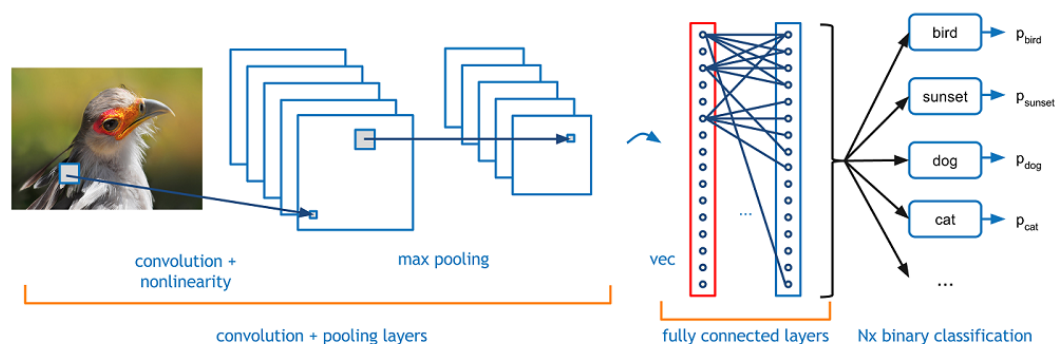 bird
p_bird
sunset
p_sunset
dog
p_dog
cat
p_cat
...
...
convolution +
nonlinearity
max pooling
vec
convolution + pooling layers
fully connected layers
Nx binary classification